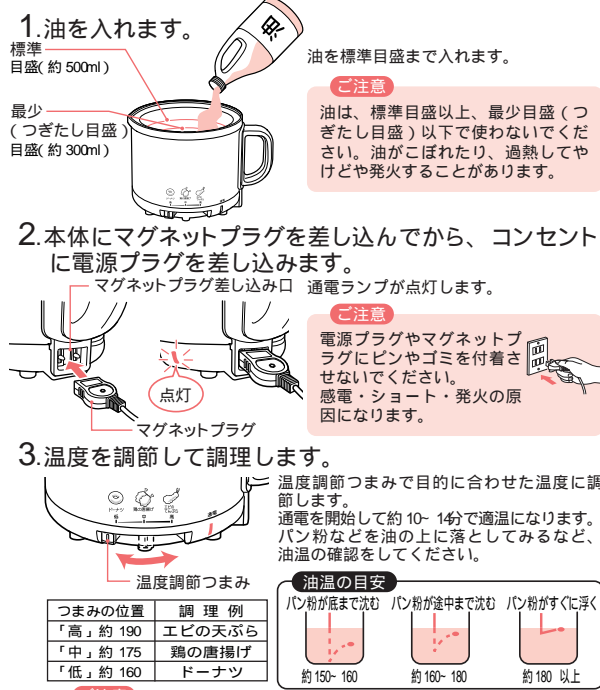 1.油を入れます。
標準
目盛(約500ml)
最少
(つぎたし目盛)
目盛(約300ml)
油
油を標準目盛まで入れます。
ご注意
油は、標準目盛以上、最少目盛(つ
ぎたし目盛)以下で使わないでくだ
さい。油がこぼれたり、過熱してや
けどや発火することがあります。
2.本体にマグネットプラグを差し込んでから、コンセント
に電源プラグを差し込みます。
マグネットプラグ差し込み口
点灯
マグネットプラグ
通電ランプが点灯します。
ご注意
電源プラグやマグネットプ
ラグにピンやゴミを付着さ
せないでください。
感電・ショート・発火の原
因になります。
3.温度を調節して調理します。
ドーナツ 鶏の唐揚げ
低 中 高 通電
温度調節つまみ
温度調節つまみで目的に合わせた温度に調
節します。
通電を開始して約10~14分で適温になります。
パン粉などを油の上に落としてみるなど、
油温の確認をしてください。
つまみの位置 調理例
「高」約190 エビの天ぷら
「中」約175 鶏の唐揚げ
「低」約160 ドーナツ
油温の目安
パン粉が底まで沈む パン粉が途中まで沈む パン粉がすぐに浮く
約150~160 約160~180 約180 以上